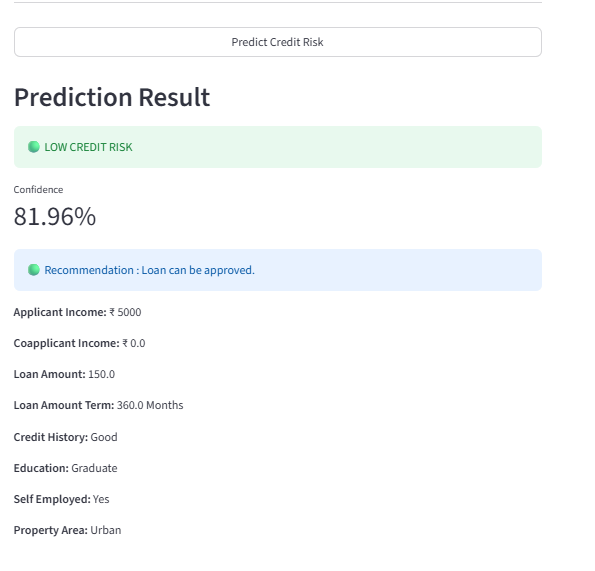 Predict Credit Risk
Prediction Result
LOW CREDIT RISK
Confidence
81.96%
Recommendation : Loan can be approved.
Applicant Income: ₹ 5000
Coapplicant Income: ₹ 0.0
Loan Amount: 150.0
Loan Amount Term: 360.0 Months
Credit History: Good
Education: Graduate
Self Employed: Yes
Property Area: Urban